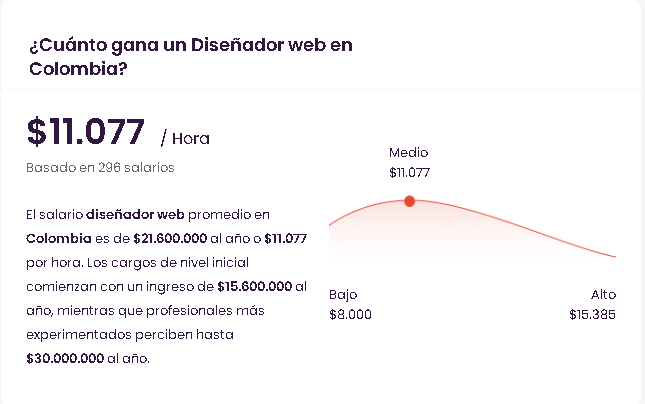 ¿Cuánto gana un Diseñador web en
Colombia?
$11.077 / Hora
Basado en 296 salarios
El salario diseñador web promedio en
Colombia es de $21.600.000 al año o $11.077
por hora. Los cargos de nivel inicial
comienzan con un ingreso de $15.600.000 al
año, mientras que profesionales más
experimentados perciben hasta
$30.000.000 al año.
Medio
$11.077
Bajo
$8.000
Alto
$15.385